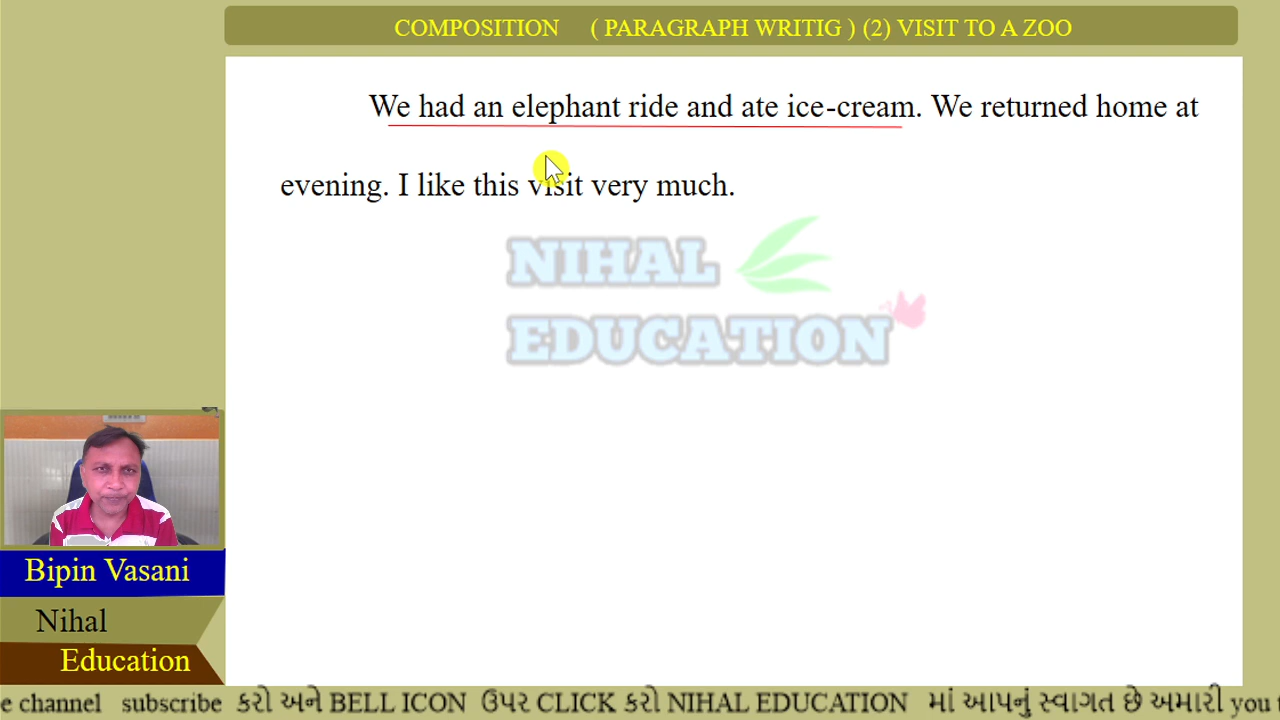 COMPOSITION ( PARAGRAPH WRITIG ) (2) VISIT TO A ZOO
We had an elephant ride and ate ice-cream. We returned home at
evening. I like this visit very much.
NIHAL
EDUCATION
Bipin Vasani
Nihal
Education
e channel subscribe કરો અને BELL ICON ઉપર CLICK કરો NIHAL EDUCATION માં આપનું સ્વાગત છે અમારી you